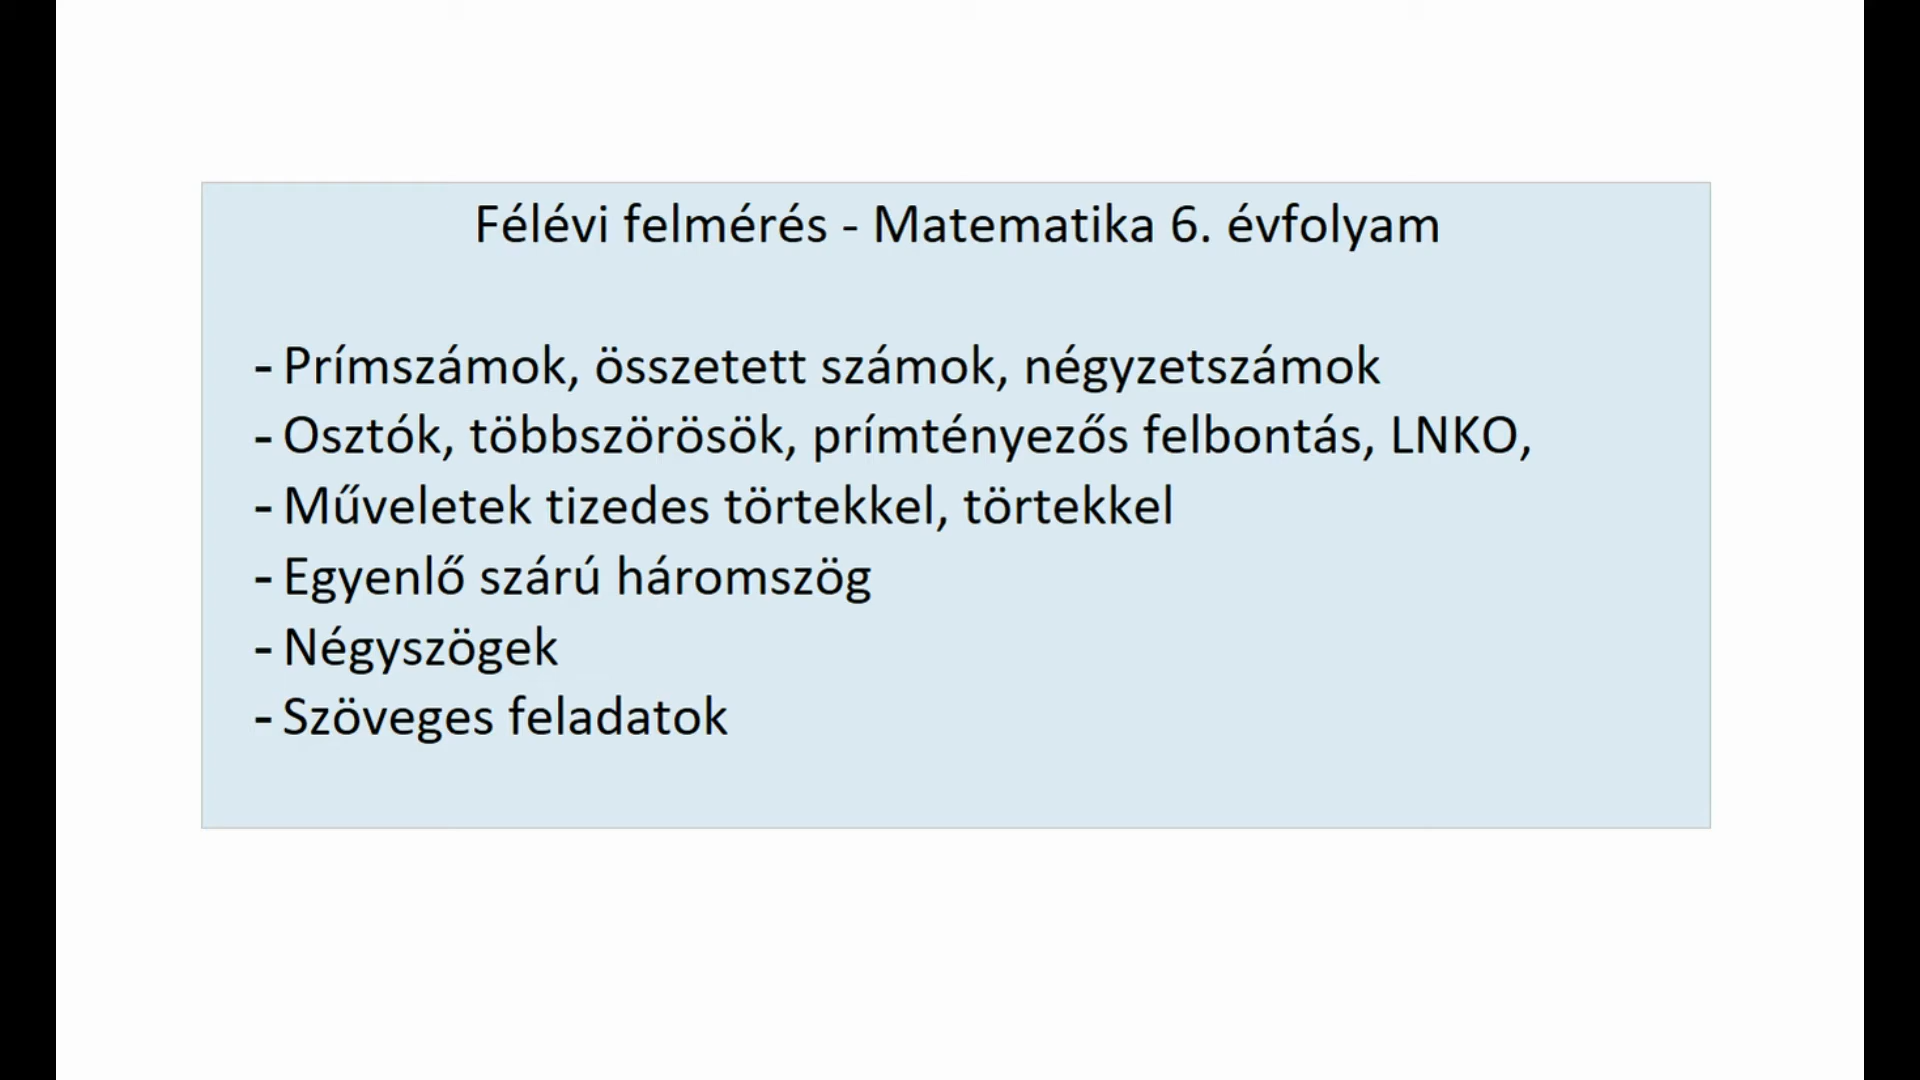 Félévi felmérés - Matematika 6. évfolyam
- Prímszámok, összetett számok, négyzetszámok
- Osztók, többszörösök, prímtényezős felbontás, LNKO,
- Műveletek tizedes törtekkel, törtekkel
- Egyenlő szárú háromszög
- Négyszögek
- Szöveges feladatok